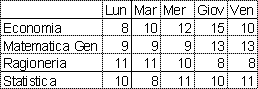 Lun Mar Mer Giov Ven
Economia 8 10 12 15 10
Matematica Gen 9 9 9 13 13
Ragioneria 11 11 10 8 8
Statistica 10 8 11 10 11